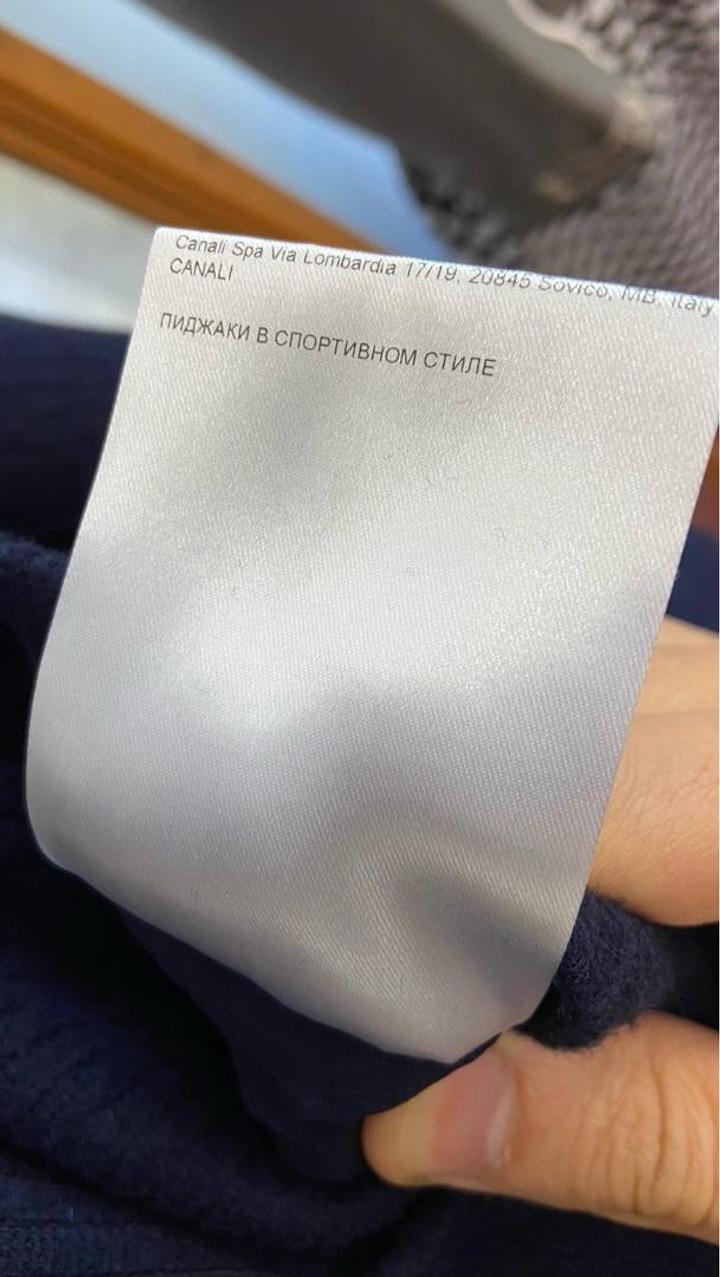 Canali Spa Via Lombardia 17/19, 20845 Sovico, MB, Italy
CANALI
ПИДЖАКИ В СПОРТИВНОМ СТИЛЕ